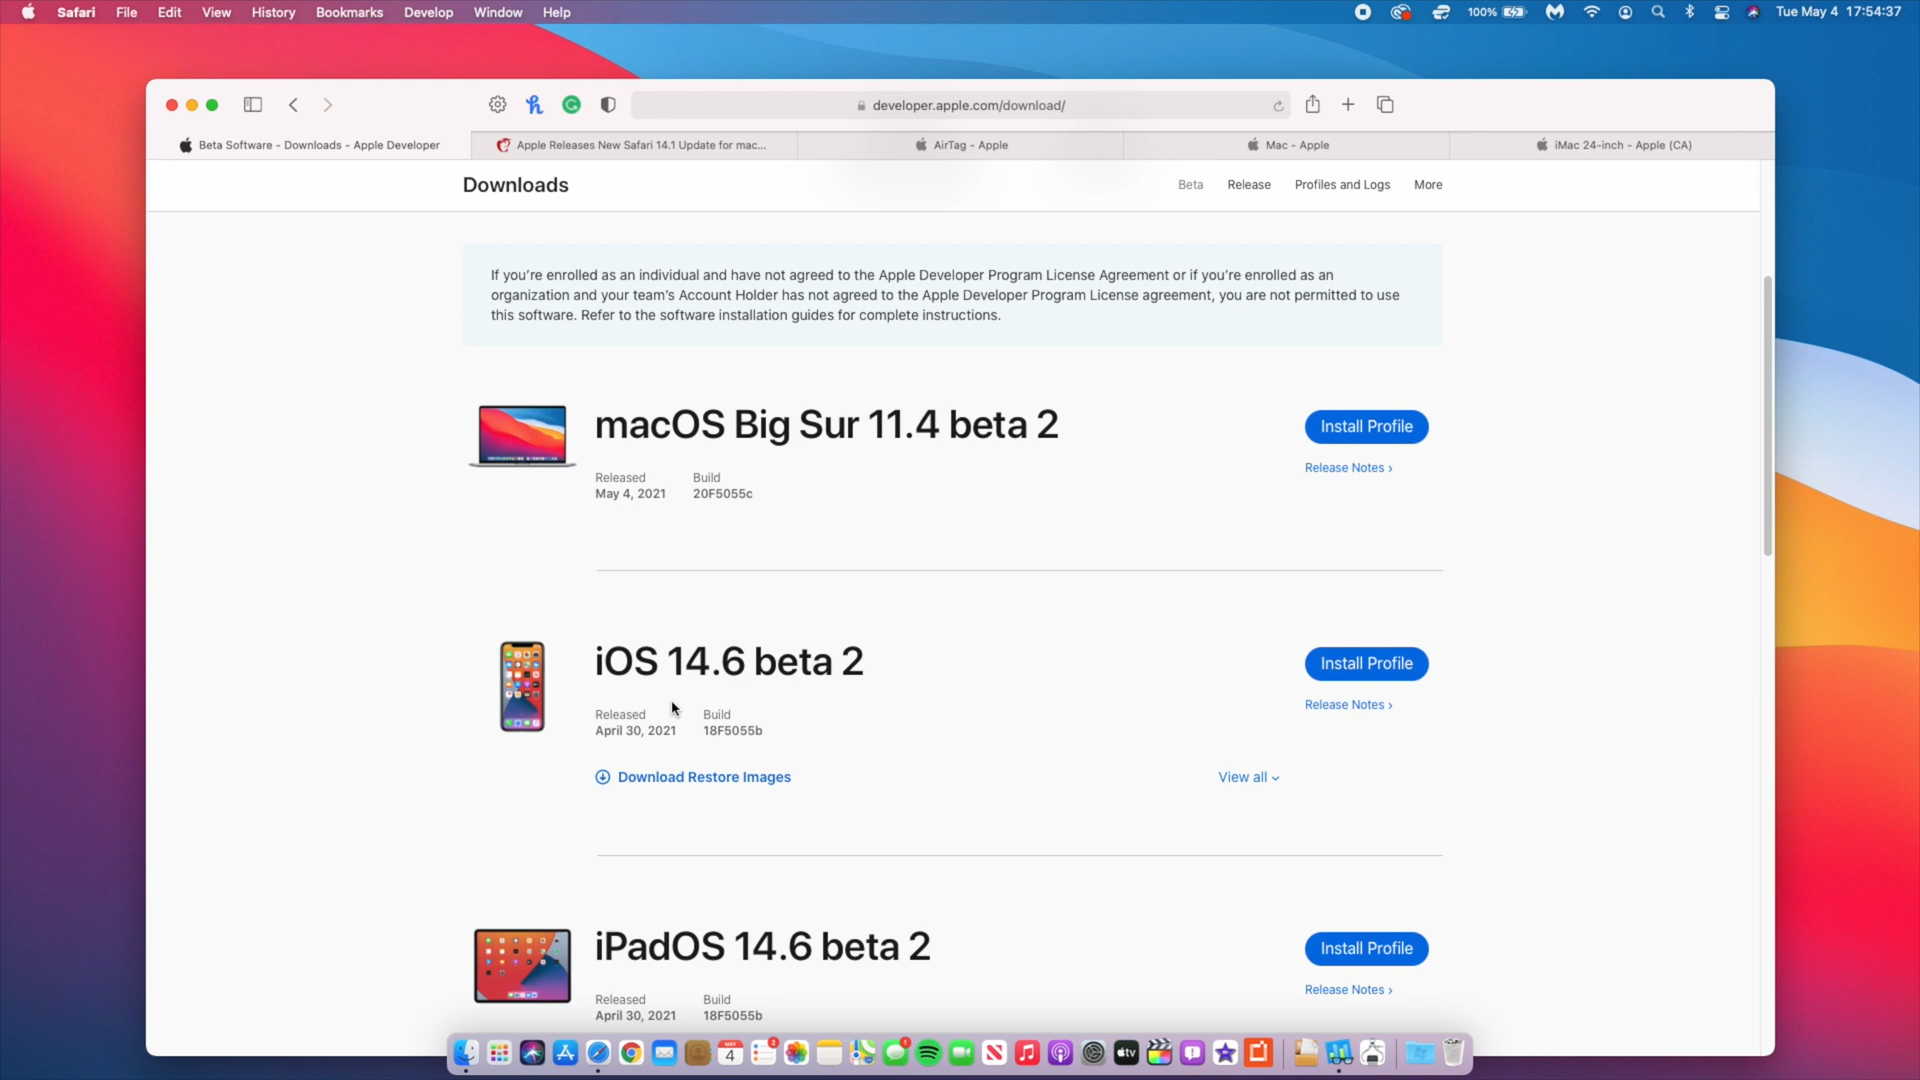 Safari File Edit View History Bookmarks Develop Window Help 100% Tue May 4 17:54:37
developer.apple.com/download/
Beta Software - Downloads - Apple Developer
Apple Releases New Safari 14.1 Update for mac...
AirTag - Apple
Mac - Apple
iMac 24-inch - Apple (CA)
Downloads
Beta Release Profiles and Logs More
If you're enrolled as an individual and have not agreed to the Apple Developer Program License Agreement or if you're enrolled as an
organization and your team's Account Holder has not agreed to the Apple Developer Program License agreement, you are not permitted to use
this software. Refer to the software installation guides for complete instructions.
macOS Big Sur 11.4 beta 2
Install Profile
Release Notes ›
Released Build
May 4, 2021 20F5055c
iOS 14.6 beta 2
Install Profile
Release Notes ›
Released Build
April 30, 2021 18F5055b
Download Restore Images
View all
iPadOS 14.6 beta 2
Install Profile
Release Notes ›
Released Build
April 30, 2021 18F5055b
MAY
4
2
1
tv